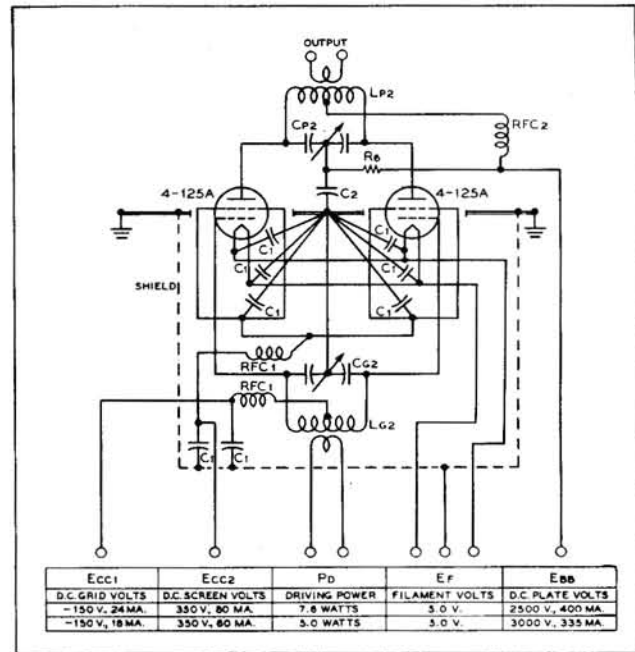 OUTPUT
LP2
CP2
RFC2
RB
4-125A
C2
4-125A
C1
C1
C1
C1
SHIELD
C1
C1
RFC1
CG2
RFC1
LG2
C1
C1
ECC1 ECC2 PD EF EBB
D.C. GRID VOLTS D.C. SCREEN VOLTS DRIVING POWER FILAMENT VOLTS D.C. PLATE VOLTS
-150 V., 24 MA. 350 V., 80 MA. 7.6 WATTS 5.0 V. 2500 V., 400 MA.
-150 V., 18 MA. 350 V., 60 MA. 5.0 WATTS 5.0 V. 3000 V., 335 MA.